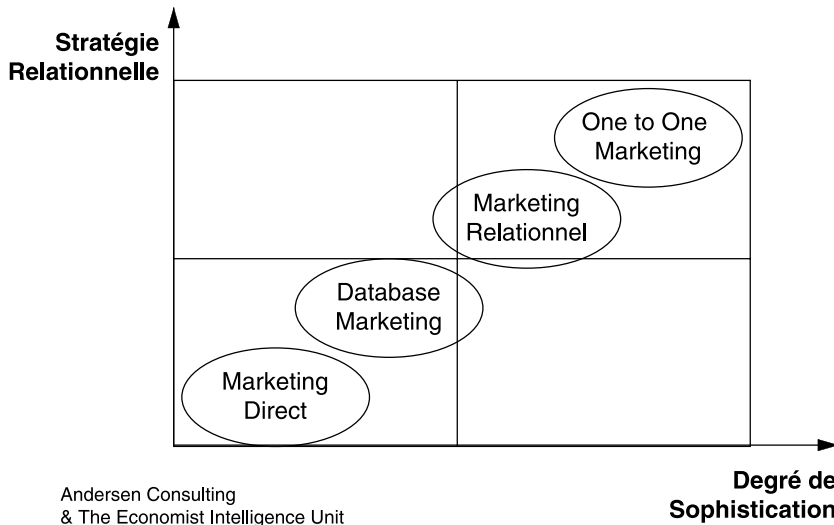 Stratégie
Relationnelle
One to One
Marketing
Marketing
Relationnel
Database
Marketing
Marketing
Direct
Degré de
Sophistication
Andersen Consulting
& The Economist Intelligence Unit